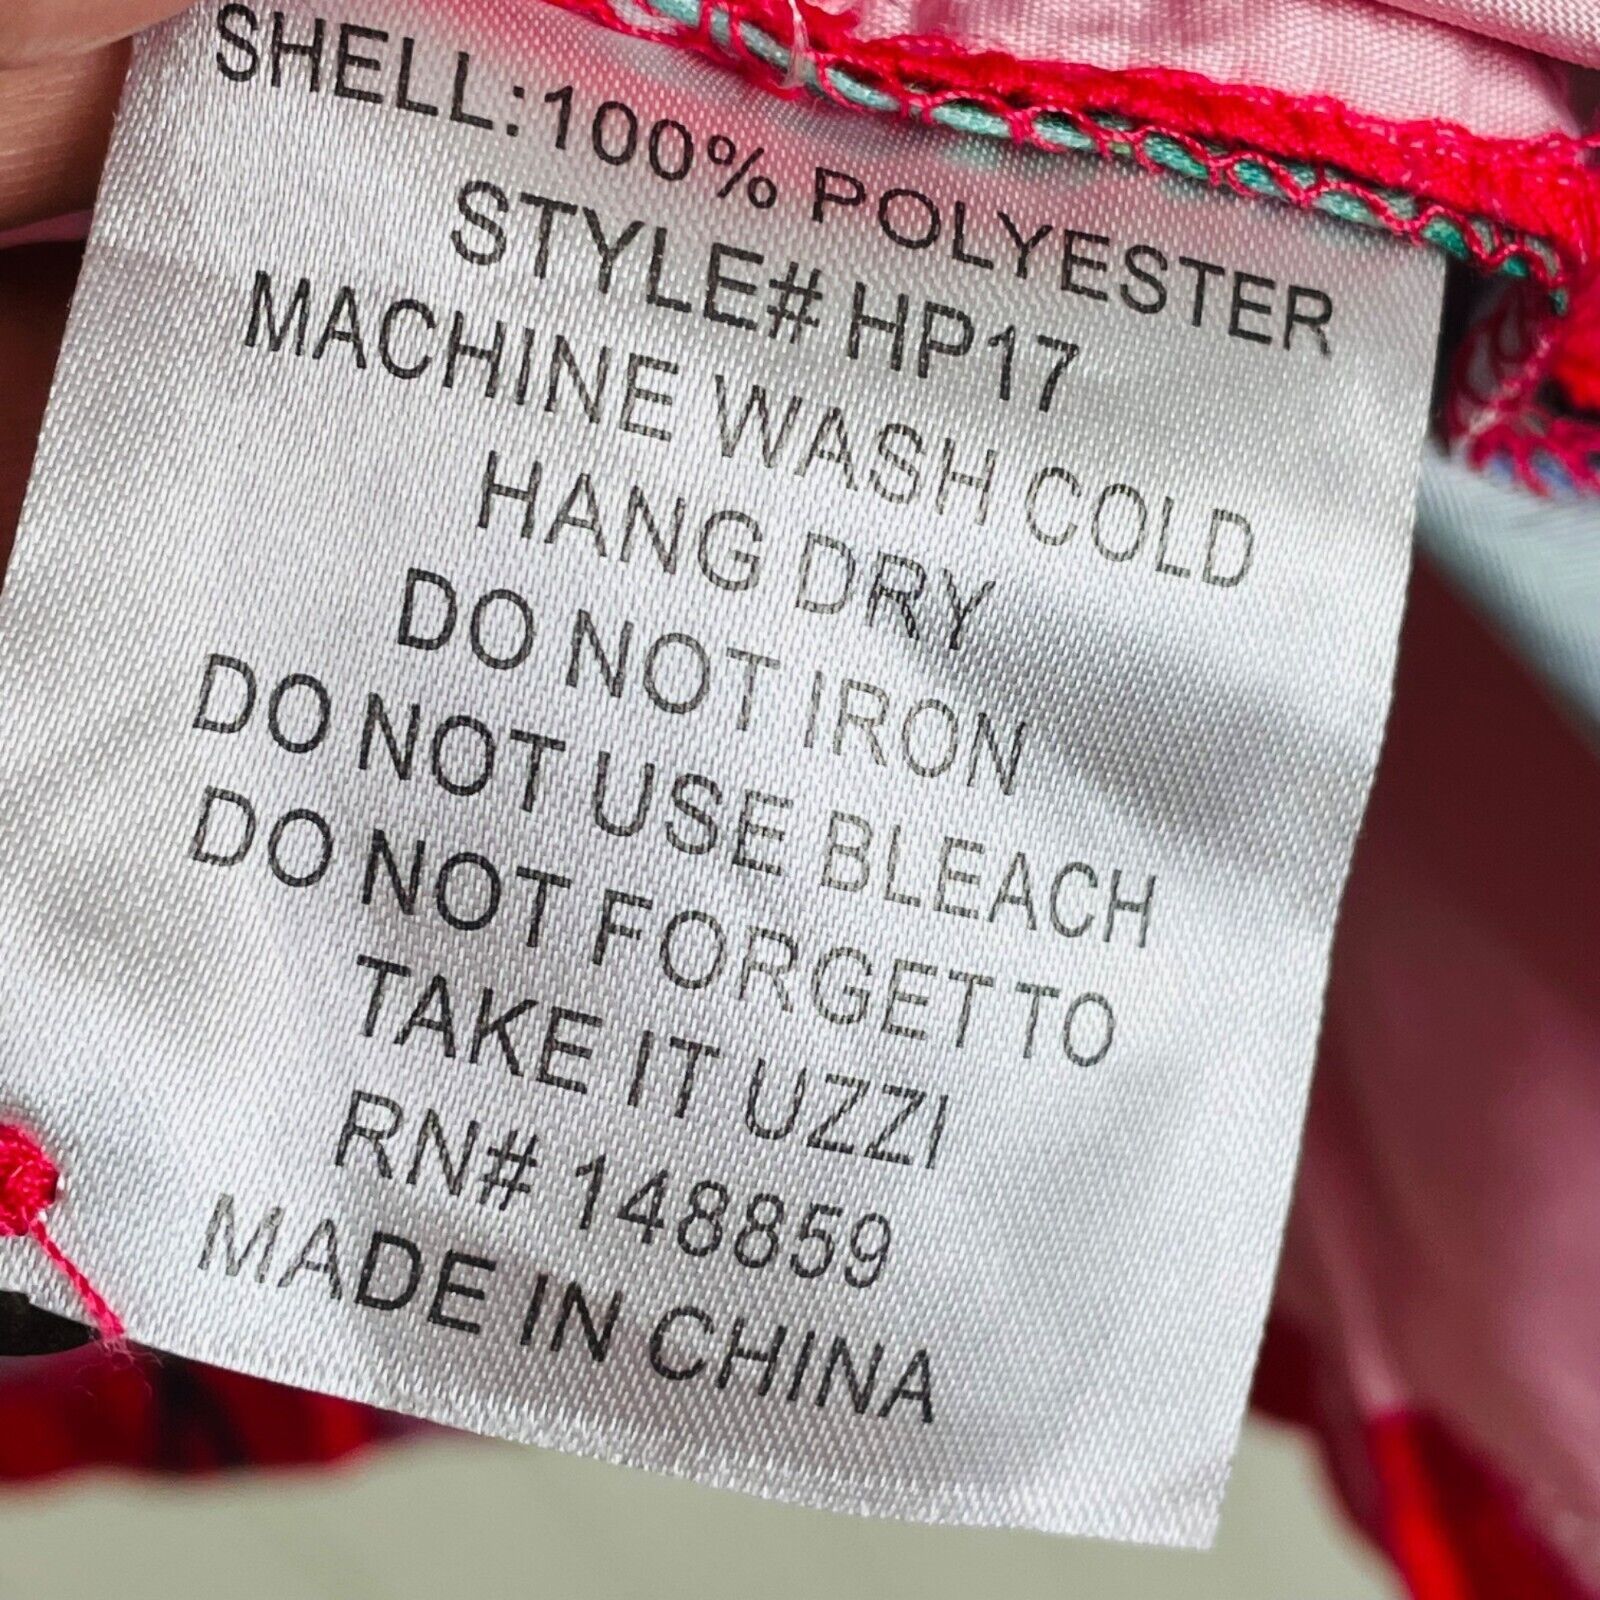 SHELL:100% POLYESTER
STYLE# HP17
MACHINE WASH COLD
HANG DRY
DO NOT IRON
DO NOT USE BLEACH
DO NOT FORGET TO
TAKE IT UZZI
RN# 148859
MADE IN CHINA